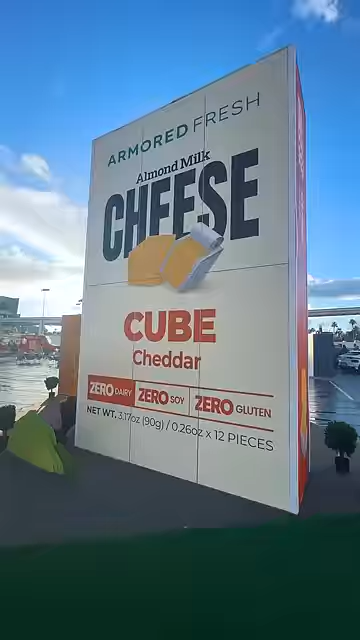 ARMORED FRESH
Almond Milk
CHEESE
CUBE
Cheddar
ZERO DAIRY ZERO SOY ZERO GLUTEN
NET WT. 3.17oz (90g) / 0.26oz x 12 PIECES